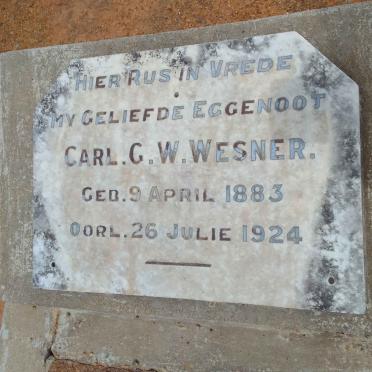 HIER RUS IN VREDE
MY GELIEFDE EGGENOOT
CARL. G. W. WESNER.
GEB. 9 APRIL 1883
OORL. 26 JULIE 1924